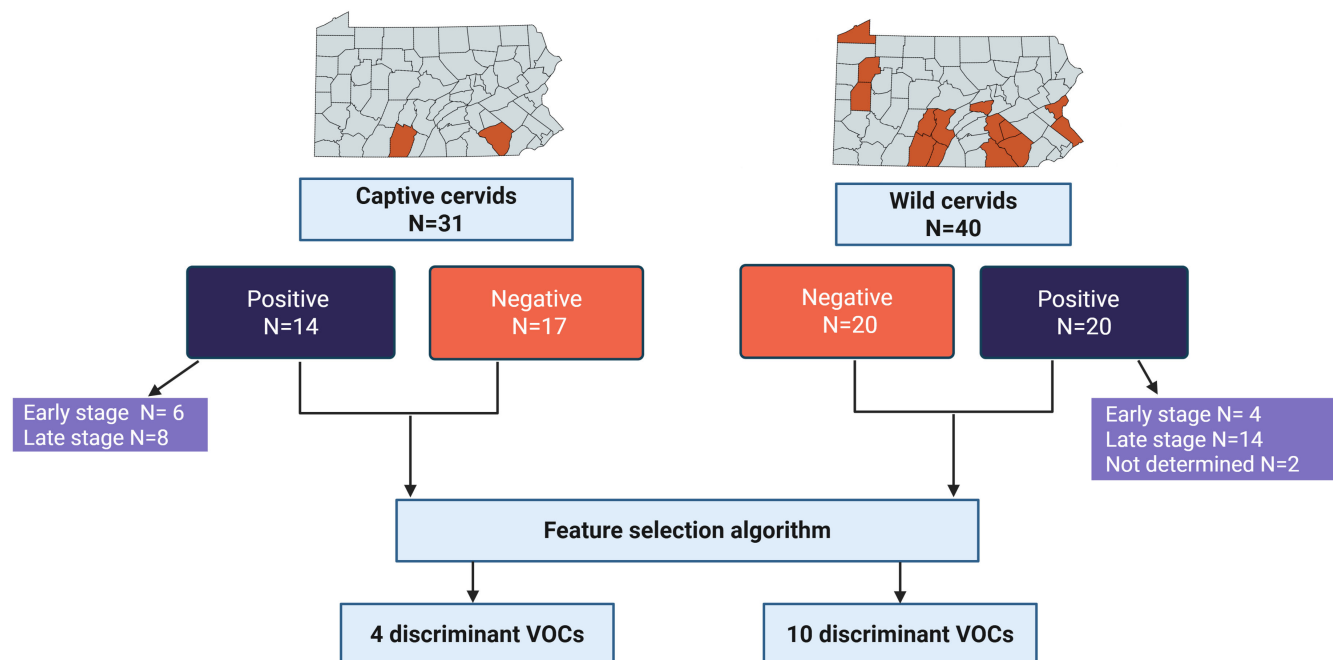 Captive cervids
N=31
Wild cervids
N=40
Positive
N=14
Negative
N=17
Negative
N=20
Positive
N=20
Early stage N= 6
Late stage N=8
Early stage N= 4
Late stage N=14
Not determined N=2
Feature selection algorithm
4 discriminant VOCs
10 discriminant VOCs